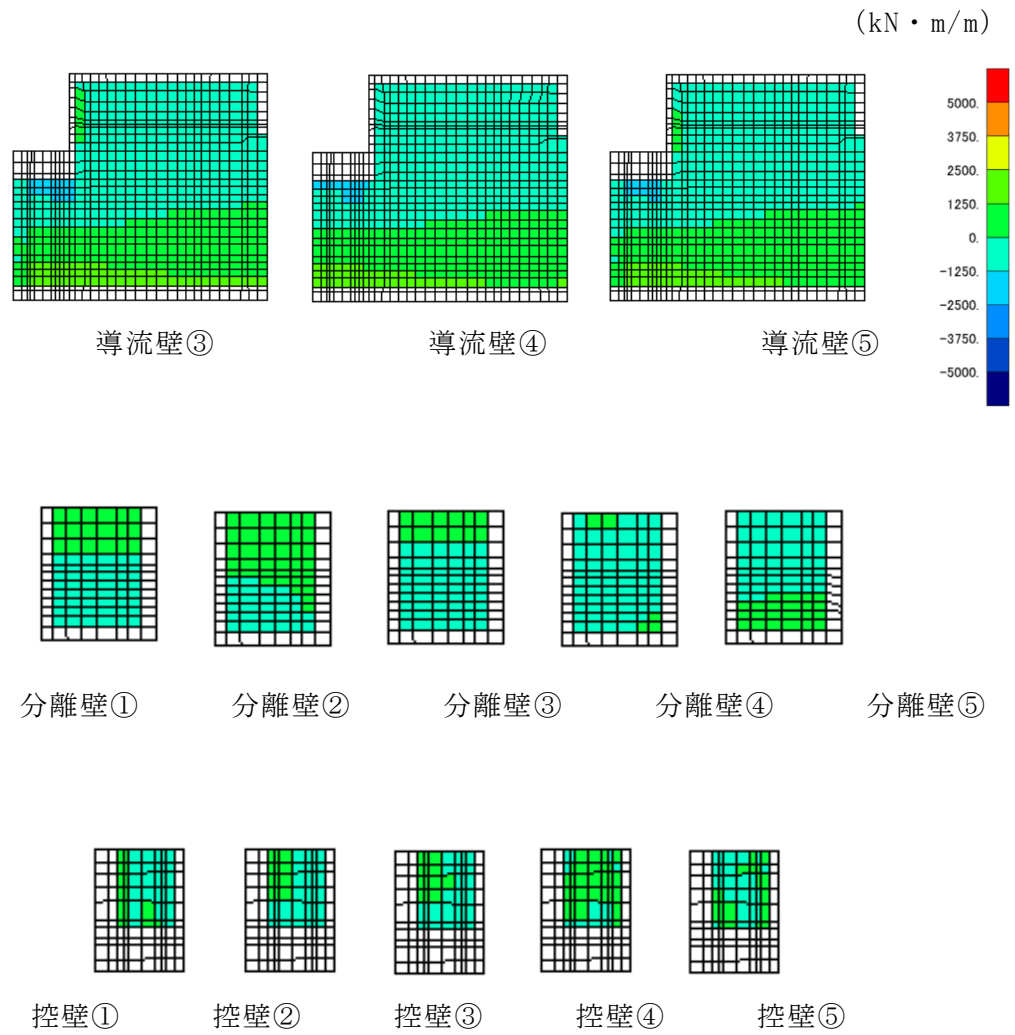 (kN・m/m)
5000.
3750.
2500.
1250.
0.
-1250.
-2500.
-3750.
-5000.
導流壁③ 導流壁④ 導流壁⑤
分離壁① 分離壁② 分離壁③ 分離壁④ 分離壁⑤
控壁① 控壁② 控壁③ 控壁④ 控壁⑤